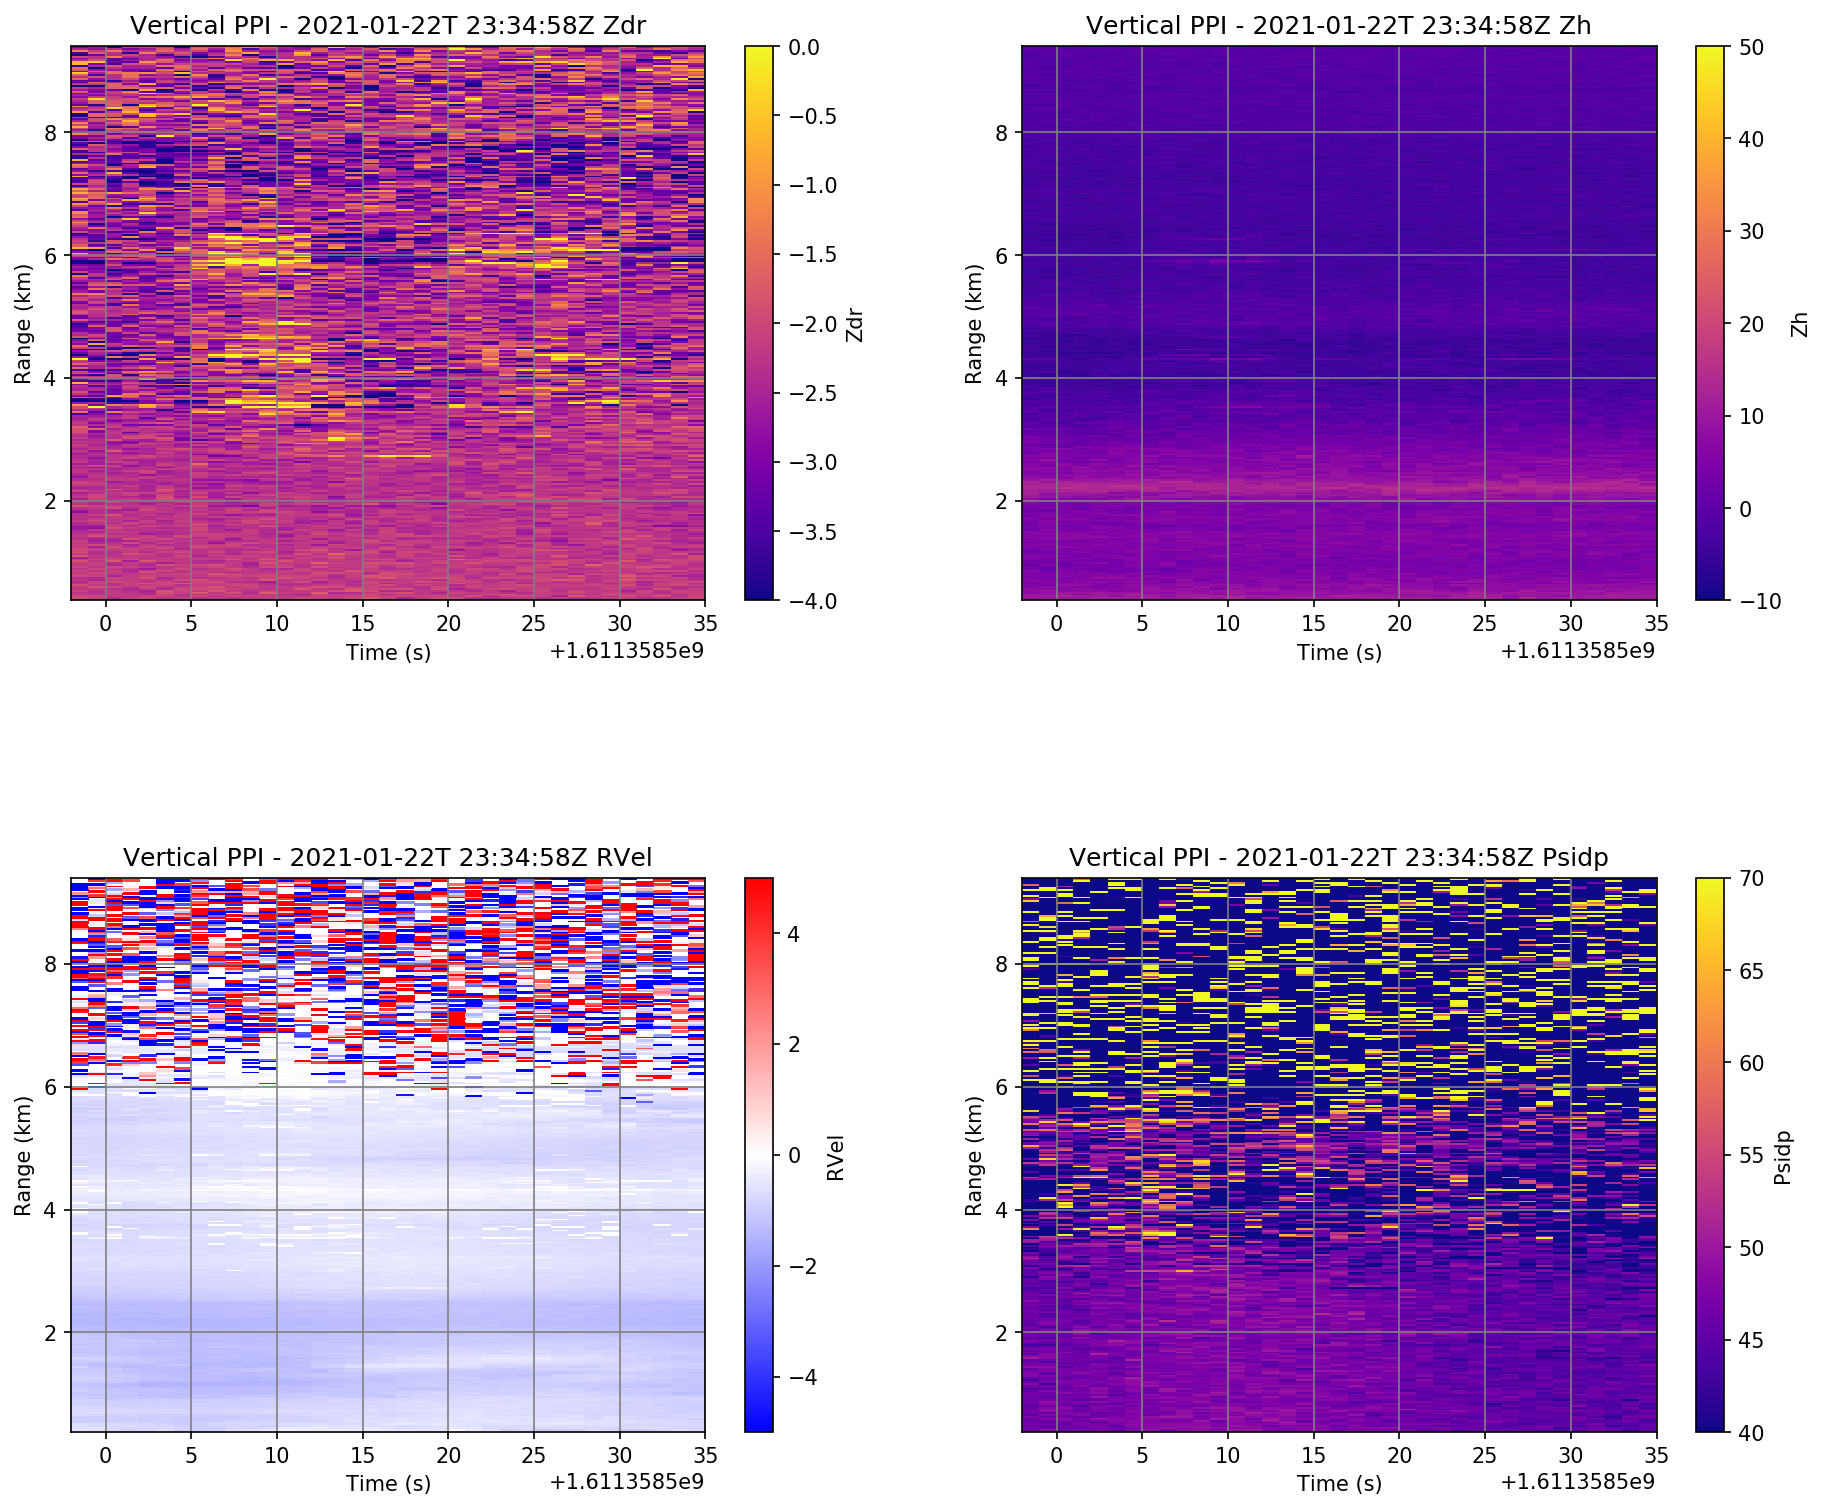 Vertical PPI - 2021-01-22T 23:34:58Z Zdr
8
6
4
2
Range (km)
0 5 10 15 20 25 30 35
Time (s)
+1.6113585e9
0.0
−0.5
−1.0
−1.5
−2.0
−2.5
−3.0
−3.5
−4.0
Zdr
Vertical PPI - 2021-01-22T 23:34:58Z Zh
8
6
4
2
Range (km)
0 5 10 15 20 25 30 35
Time (s)
+1.6113585e9
50
40
30
20
10
0
−10
Zh
Vertical PPI - 2021-01-22T 23:34:58Z RVel
8
6
4
2
Range (km)
0 5 10 15 20 25 30 35
Time (s)
+1.6113585e9
4
2
0
−2
−4
RVel
Vertical PPI - 2021-01-22T 23:34:58Z Psidp
8
6
4
2
Range (km)
0 5 10 15 20 25 30 35
Time (s)
+1.6113585e9
70
65
60
55
50
45
40
Psidp